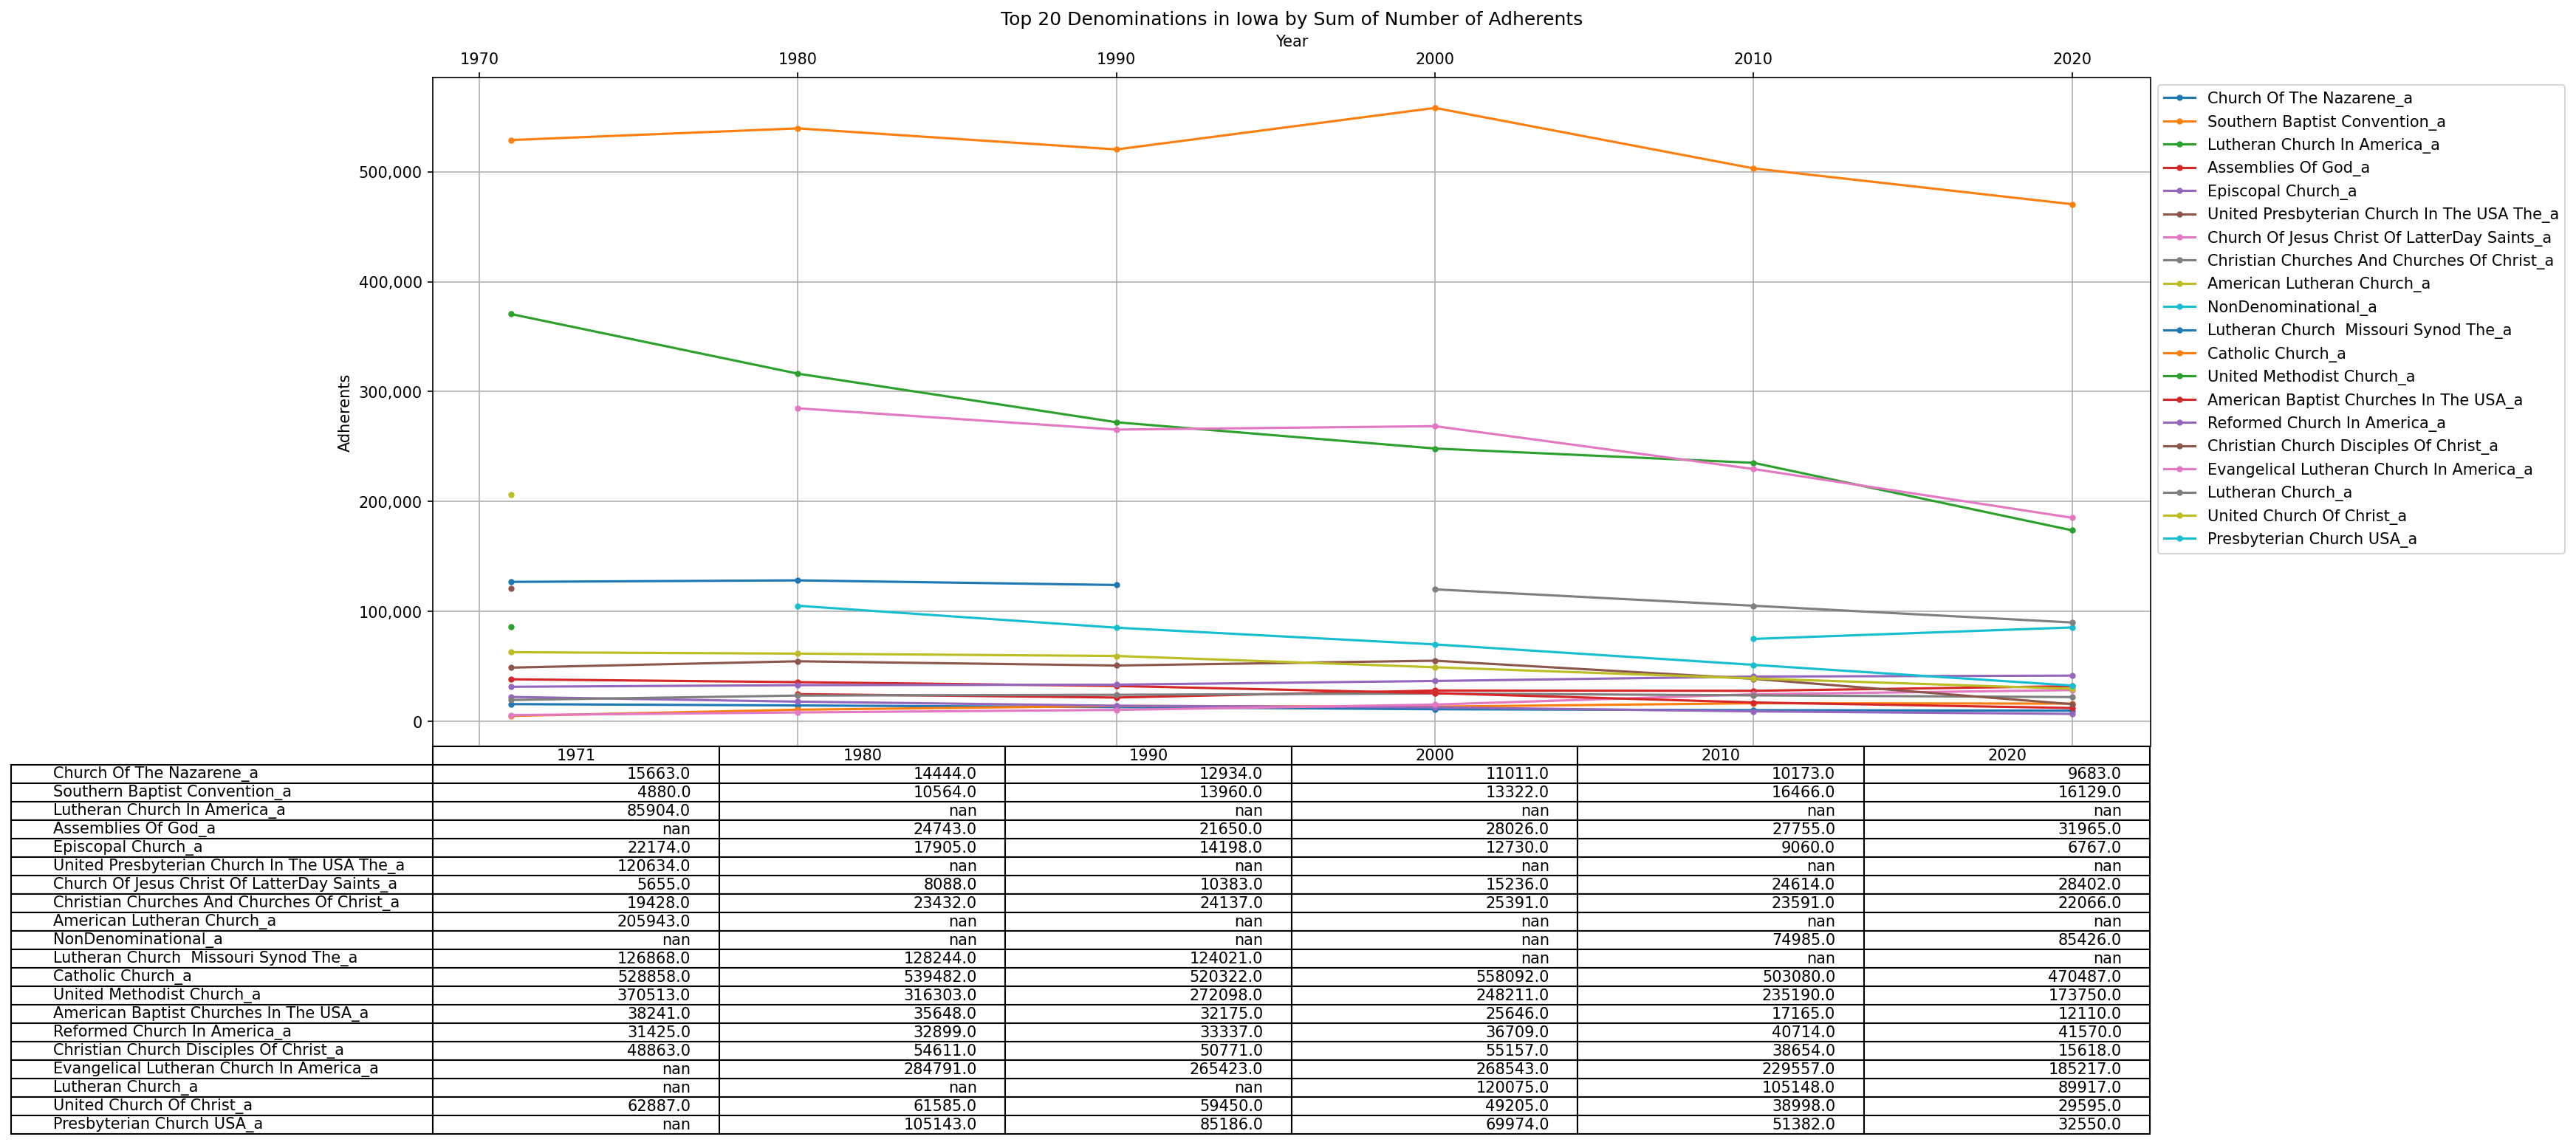 Top 20 Denominations in Iowa by Sum of Number of Adherents
Year
1970 1980 1990 2000 2010 2020
Adherents
500,000
400,000
300,000
200,000
100,000
0
Church Of The Nazarene_a
Southern Baptist Convention_a
Lutheran Church In America_a
Assemblies Of God_a
Episcopal Church_a
United Presbyterian Church In The USA The_a
Church Of Jesus Christ Of LatterDay Saints_a
Christian Churches And Churches Of Christ_a
American Lutheran Church_a
NonDenominational_a
Lutheran Church  Missouri Synod The_a
Catholic Church_a
United Methodist Church_a
American Baptist Churches In The USA_a
Reformed Church In America_a
Christian Church Disciples Of Christ_a
Evangelical Lutheran Church In America_a
Lutheran Church_a
United Church Of Christ_a
Presbyterian Church USA_a
1971 1980 1990 2000 2010 2020
Church Of The Nazarene_a 15663.0 14444.0 12934.0 11011.0 10173.0 9683.0
Southern Baptist Convention_a 4880.0 10564.0 13960.0 13322.0 16466.0 16129.0
Lutheran Church In America_a 85904.0 nan nan nan nan nan
Assemblies Of God_a nan 24743.0 21650.0 28026.0 27755.0 31965.0
Episcopal Church_a 22174.0 17905.0 14198.0 12730.0 9060.0 6767.0
United Presbyterian Church In The USA The_a 120634.0 nan nan nan nan nan
Church Of Jesus Christ Of LatterDay Saints_a 5655.0 8088.0 10383.0 15236.0 24614.0 28402.0
Christian Churches And Churches Of Christ_a 19428.0 23432.0 24137.0 25391.0 23591.0 22066.0
American Lutheran Church_a 205943.0 nan nan nan nan nan
NonDenominational_a nan nan nan nan 74985.0 85426.0
Lutheran Church  Missouri Synod The_a 126868.0 128244.0 124021.0 nan nan nan
Catholic Church_a 528858.0 539482.0 520322.0 558092.0 503080.0 470487.0
United Methodist Church_a 370513.0 316303.0 272098.0 248211.0 235190.0 173750.0
American Baptist Churches In The USA_a 38241.0 35648.0 32175.0 25646.0 17165.0 12110.0
Reformed Church In America_a 31425.0 32899.0 33337.0 36709.0 40714.0 41570.0
Christian Church Disciples Of Christ_a 48863.0 54611.0 50771.0 55157.0 38654.0 15618.0
Evangelical Lutheran Church In America_a nan 284791.0 265423.0 268543.0 229557.0 185217.0
Lutheran Church_a nan nan nan 120075.0 105148.0 89917.0
United Church Of Christ_a 62887.0 61585.0 59450.0 49205.0 38998.0 29595.0
Presbyterian Church USA_a nan 105143.0 85186.0 69974.0 51382.0 32550.0